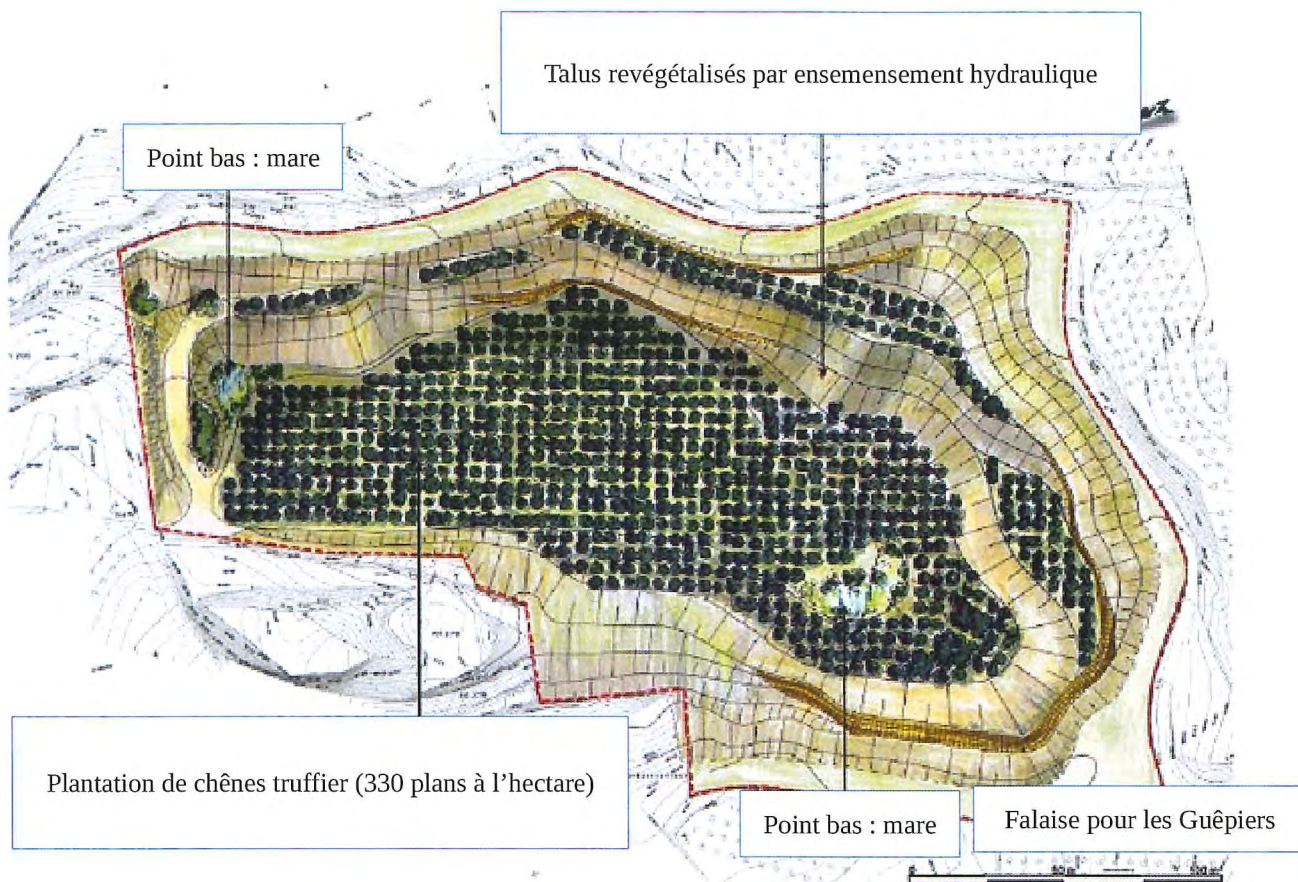 Talus revégétalisés par ensemensement hydraulique
Point bas : mare
Plantation de chênes truffier (330 plans à l’hectare)
Point bas : mare
Falaise pour les Guêpiers